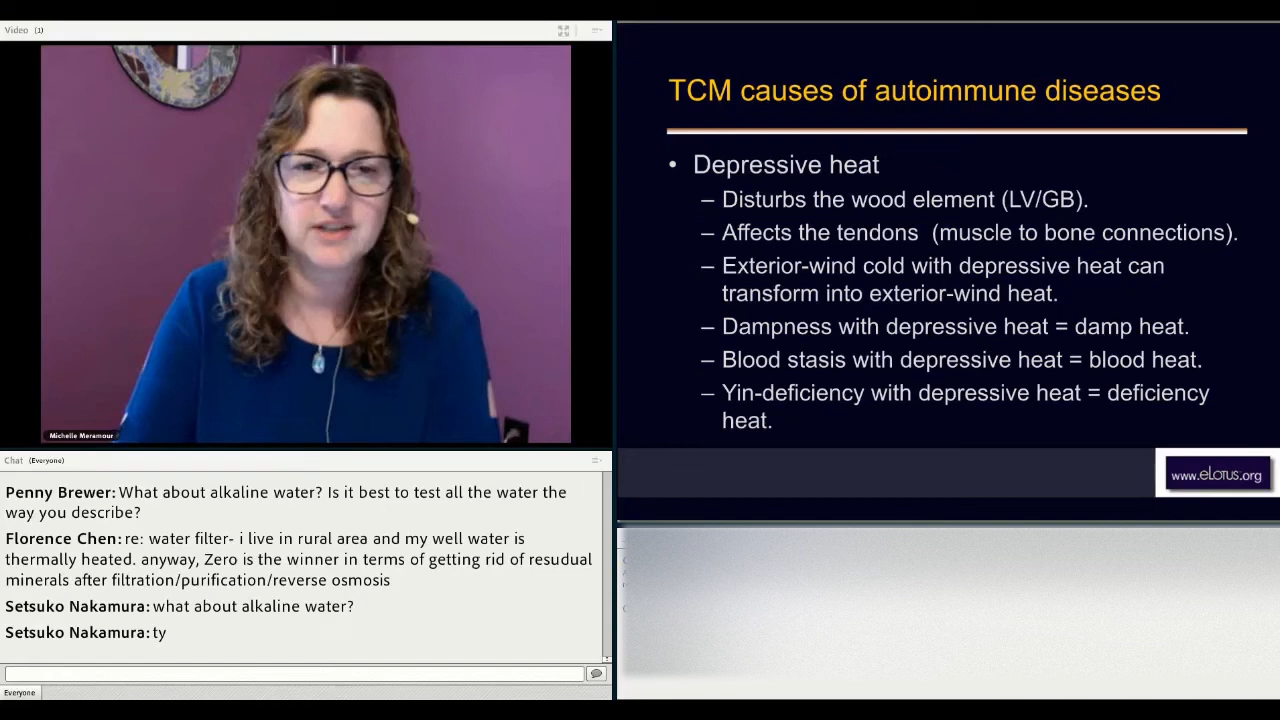 Video (1)
Michelle Meramour
Chat (Everyone)
Penny Brewer: What about alkaline water? Is it best to test all the water the
way you describe?
Florence Chen: re: water filter- i live in rural area and my well water is
thermally heated. anyway, Zero is the winner in terms of getting rid of resudual
minerals after filtration/purification/reverse osmosis
Setsuko Nakamura: what about alkaline water?
Setsuko Nakamura: ty
Everyone
TCM causes of autoimmune diseases
• Depressive heat
– Disturbs the wood element (LV/GB).
– Affects the tendons (muscle to bone connections).
– Exterior-wind cold with depressive heat can
transform into exterior-wind heat.
– Dampness with depressive heat = damp heat.
– Blood stasis with depressive heat = blood heat.
– Yin-deficiency with depressive heat = deficiency
heat.
www.eLotus.org